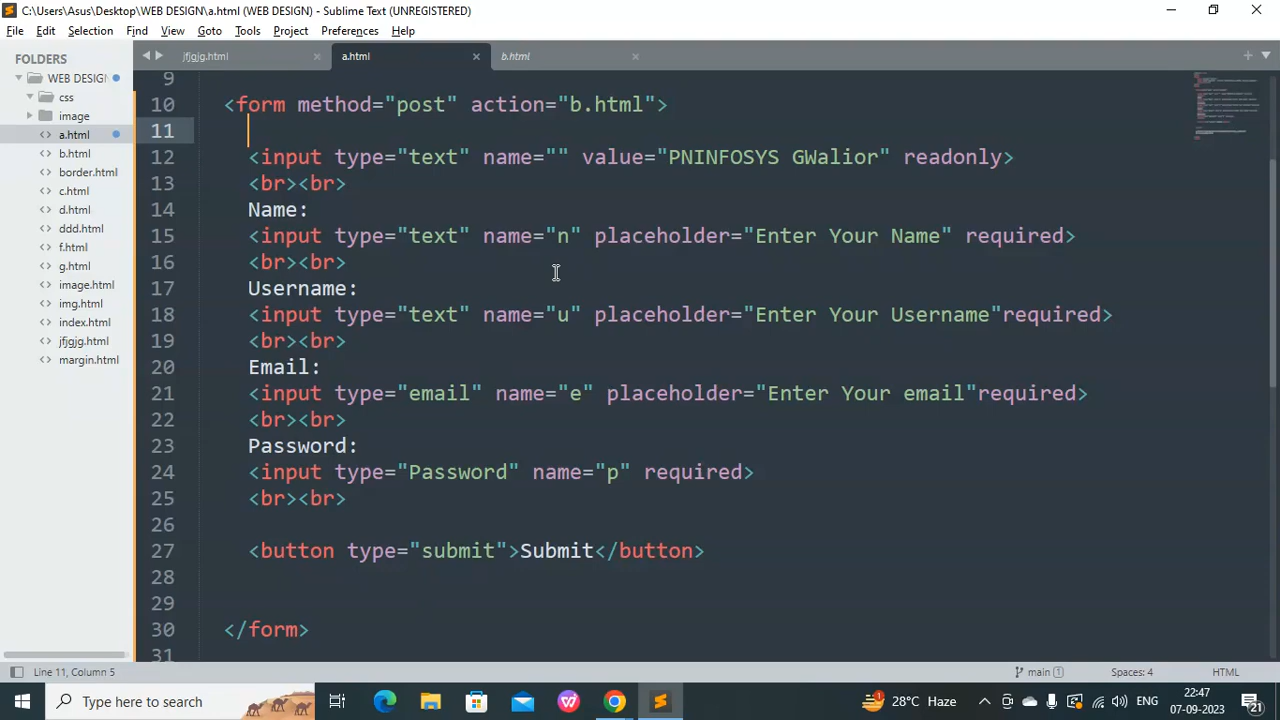 C:\Users\Asus\Desktop\WEB DESIGN\a.html (WEB DESIGN) - Sublime Text (UNREGISTERED)
File Edit Selection Find View Goto Tools Project Preferences Help
FOLDERS
WEB DESIGN
css
image
a.html
b.html
border.html
c.html
d.html
ddd.html
f.html
g.html
image.html
img.html
index.html
jfjgjg.html
margin.html
jfjgjg.html a.html b.html
9
10 <form method="post" action="b.html">
11
12 <input type="text" name="" value="PNINFOSYS GWalior" readonly>
13 <br><br>
14 Name:
15 <input type="text" name="n" placeholder="Enter Your Name" required>
16 <br><br>
17 Username:
18 <input type="text" name="u" placeholder="Enter Your Username"required>
19 <br><br>
20 Email:
21 <input type="email" name="e" placeholder="Enter Your email"required>
22 <br><br>
23 Password:
24 <input type="Password" name="p" required>
25 <br><br>
26
27 <button type="submit">Submit</button>
28
29
30 </form>
31
Line 11, Column 5 main 1 Spaces: 4 HTML
Type here to search 1 28°C Haze ENG 22:47
07-09-2023 21